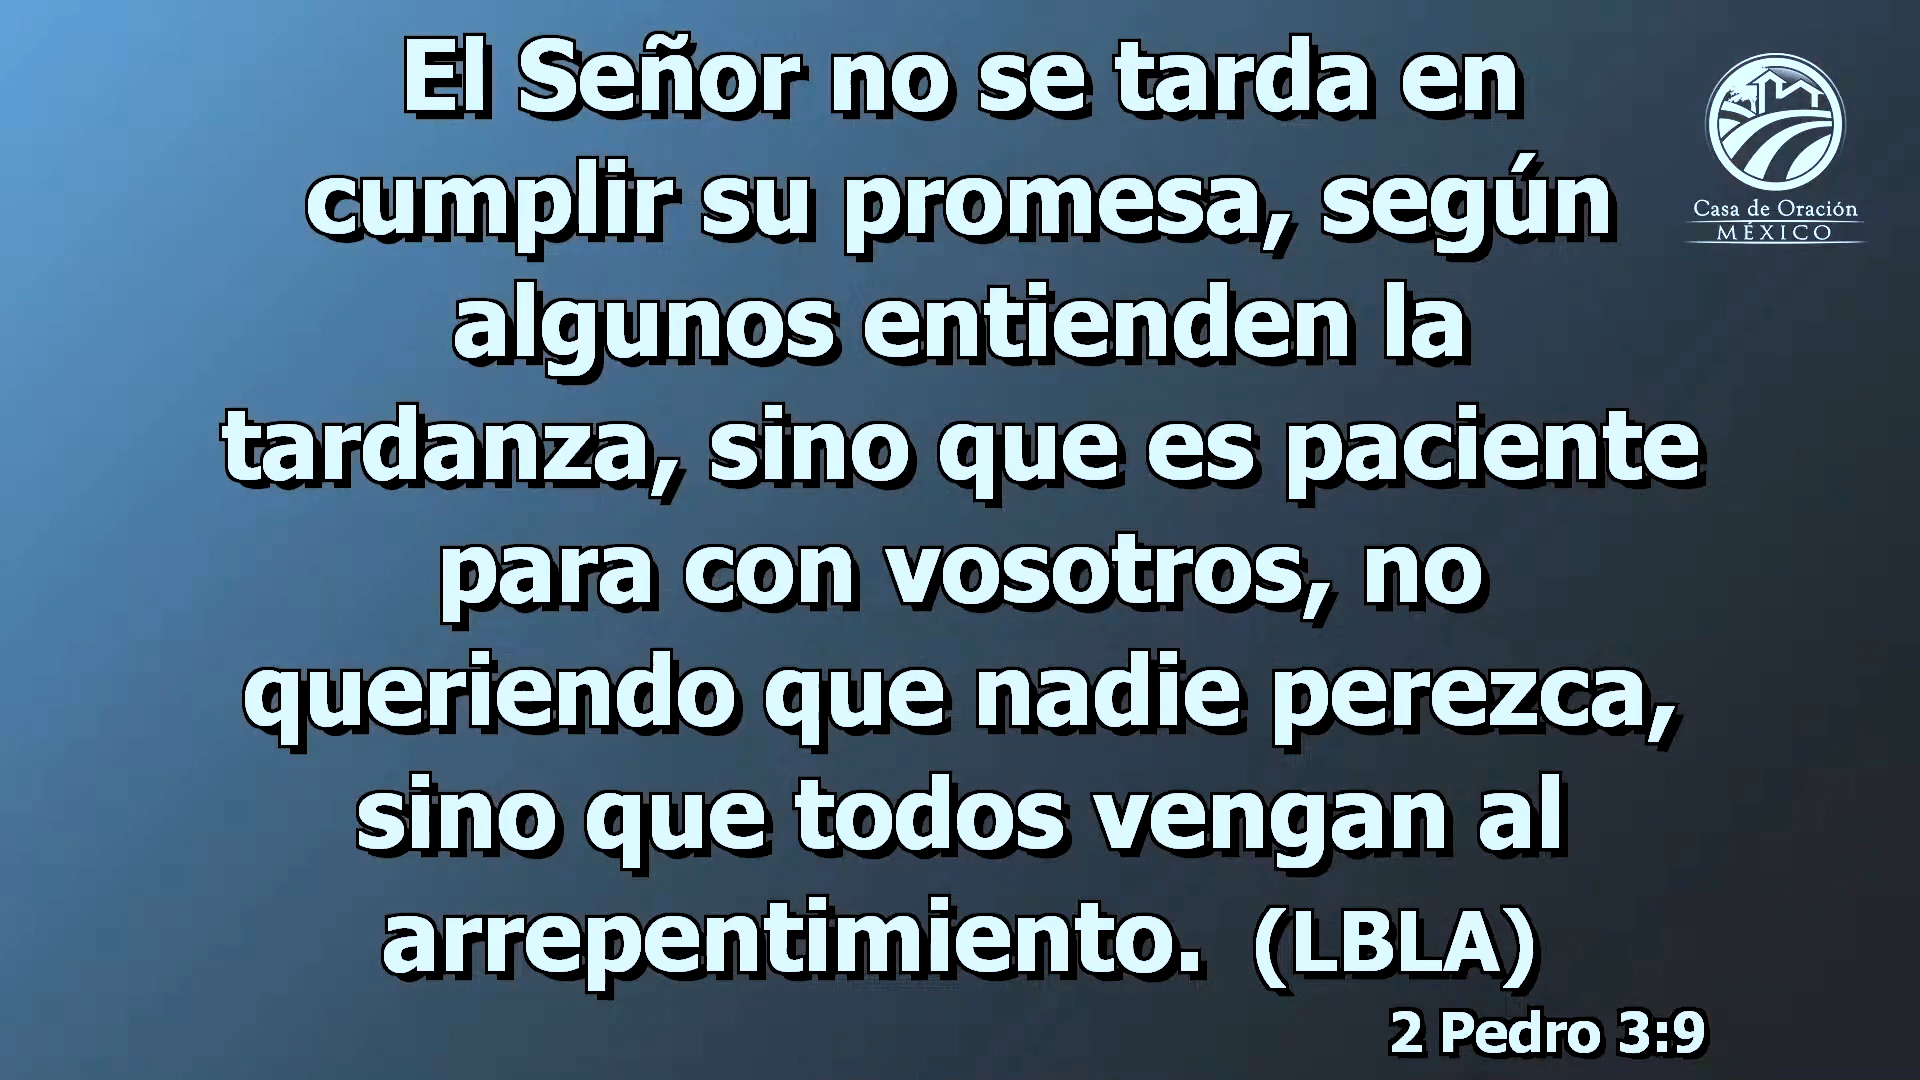 El Señor no se tarda en
cumplir su promesa, según
algunos entienden la
tardanza, sino que es paciente
para con vosotros, no
queriendo que nadie perezca,
sino que todos vengan al
arrepentimiento. (LBLA)
2 Pedro 3:9
Casa de Oración
MÉXICO